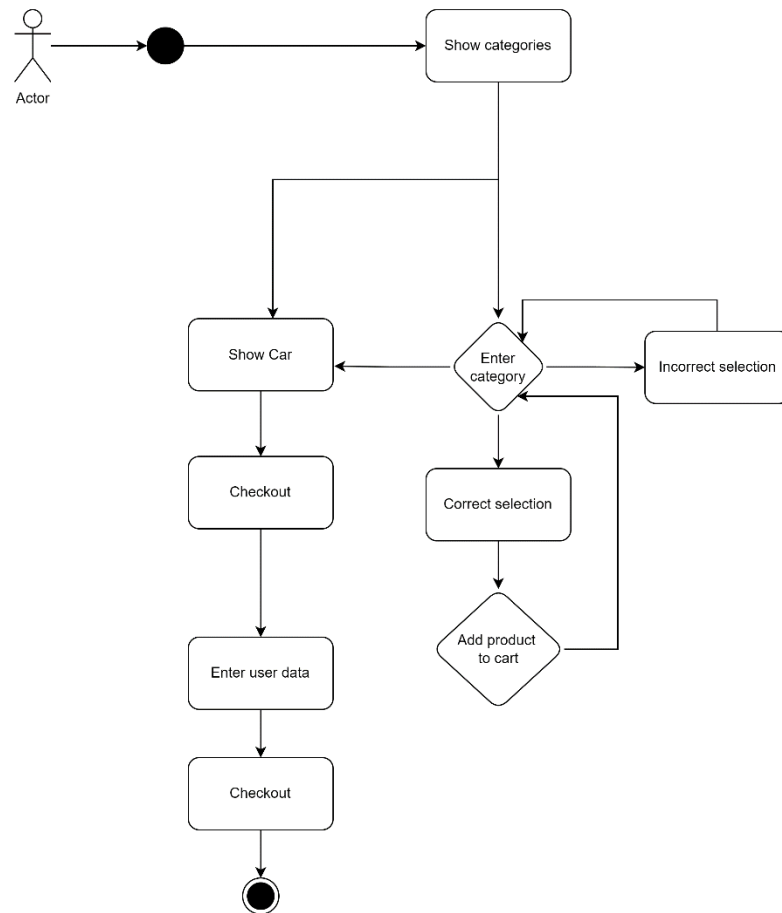 Show categories
Actor
Show Car
Enter
category
Incorrect selection
Checkout
Correct selection
Add product
to cart
Enter user data
Checkout